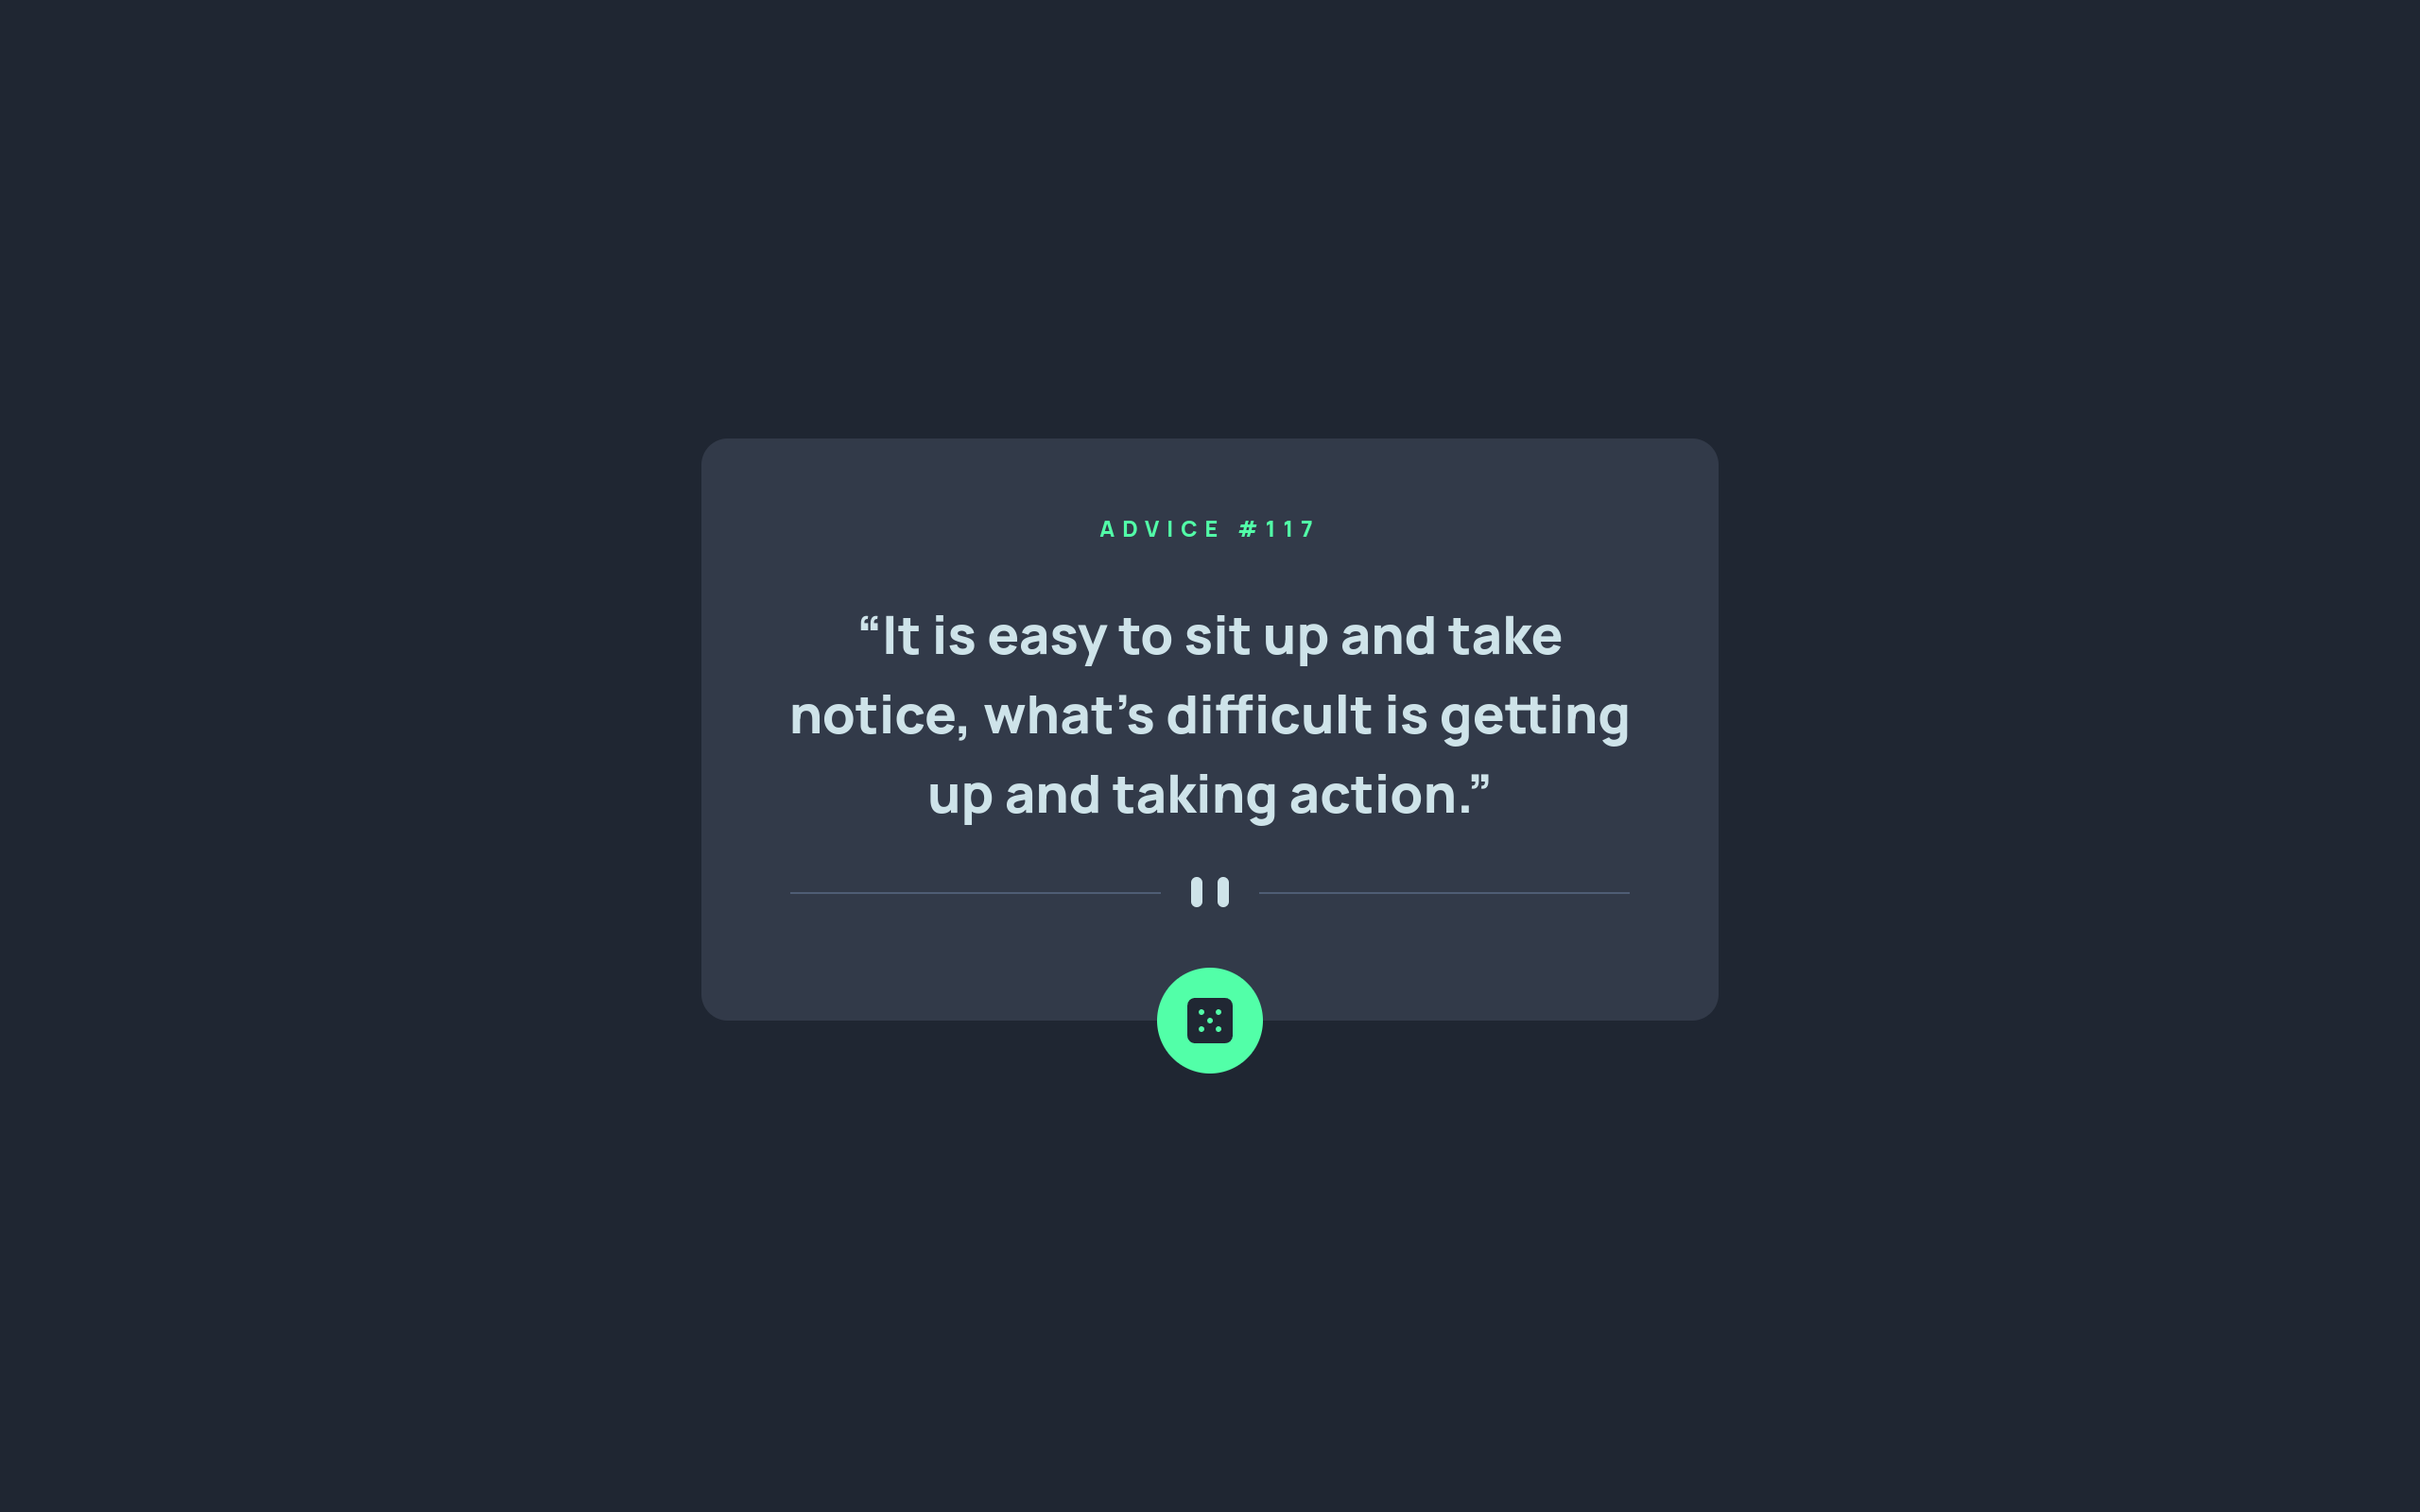 ADVICE #117
“It is easy to sit up and take
notice, what’s difficult is getting
up and taking action.”